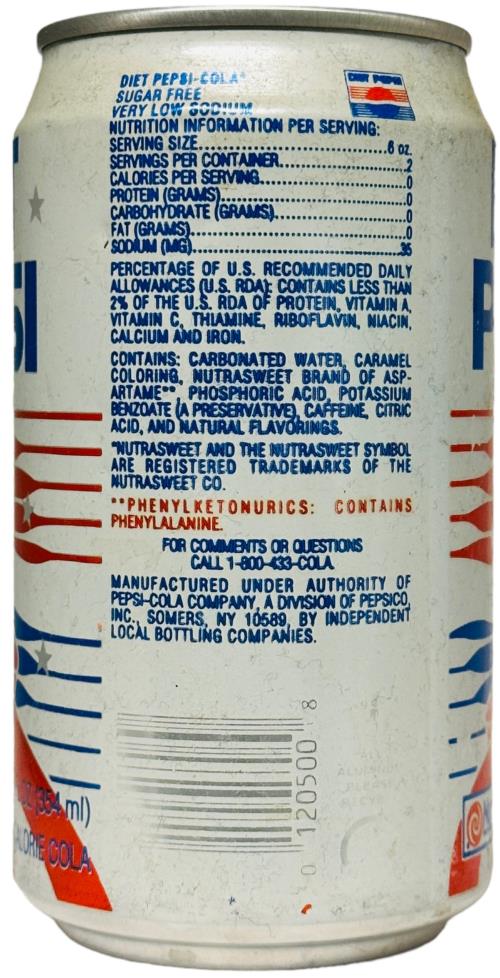 DIET PEPSI-COLA®
SUGAR FREE
VERY LOW SODIUM
DIET PEPSI
NUTRITION INFORMATION PER SERVING:
SERVING SIZE..............................6 oz.
SERVINGS PER CONTAINER..............................2
CALORIES PER SERVING..............................0
PROTEIN (GRAMS)..............................0
CARBOHYDRATE (GRAMS)..............................0
FAT (GRAMS)..............................0
SODIUM (MG)..............................35
PERCENTAGE OF U.S. RECOMMENDED DAILY
ALLOWANCES (U.S. RDA): CONTAINS LESS THAN
2% OF THE U.S. RDA OF PROTEIN, VITAMIN A,
VITAMIN C, THIAMINE, RIBOFLAVIN, NIACIN,
CALCIUM AND IRON.
CONTAINS: CARBONATED WATER, CARAMEL
COLORING, NUTRASWEET BRAND OF ASP-
ARTAME**, PHOSPHORIC ACID, POTASSIUM
BENZOATE (A PRESERVATIVE), CAFFEINE, CITRIC
ACID, AND NATURAL FLAVORINGS.
*NUTRASWEET AND THE NUTRASWEET SYMBOL
ARE REGISTERED TRADEMARKS OF THE
NUTRASWEET CO.
**PHENYLKETONURICS: CONTAINS
PHENYLALANINE.
FOR COMMENTS OR QUESTIONS
CALL 1-800-433-COLA.
MANUFACTURED UNDER AUTHORITY OF
PEPSI-COLA COMPANY, A DIVISION OF PEPSICO,
INC., SOMERS, NY 10589, BY INDEPENDENT
LOCAL BOTTLING COMPANIES.
0 120500 8
ALL
ALUMINUM
PLEASE
RECYC
SI
P
OZ (354 ml)
ALORIE COLA